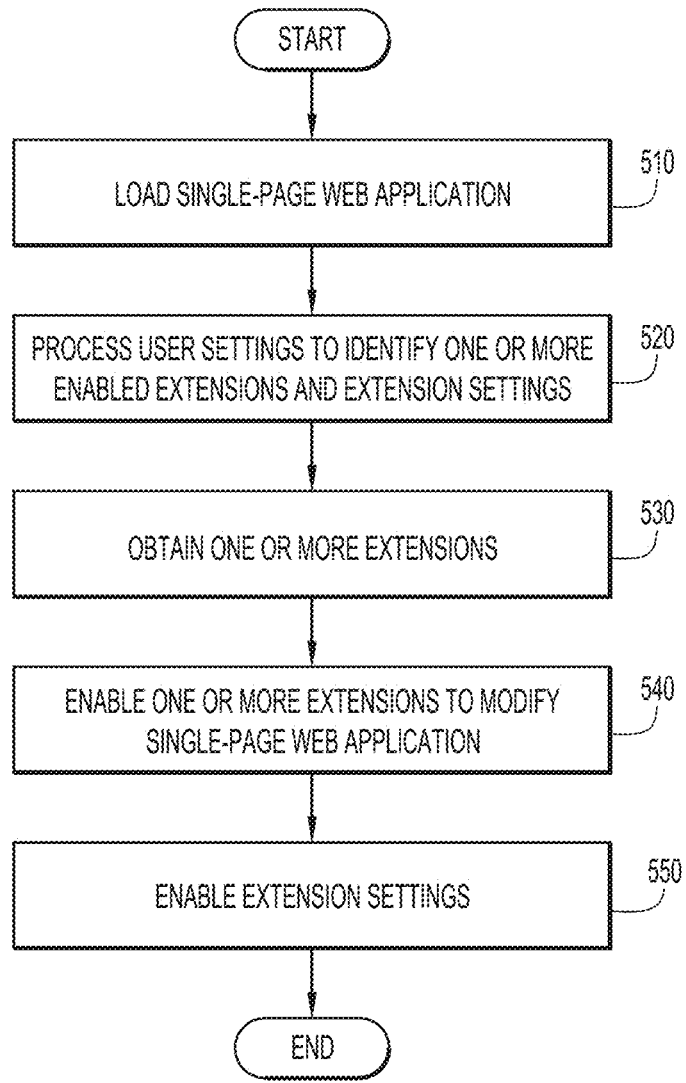 START
LOAD SINGLE-PAGE WEB APPLICATION
510
PROCESS USER SETTINGS TO IDENTIFY ONE OR MORE
ENABLED EXTENSIONS AND EXTENSION SETTINGS
520
OBTAIN ONE OR MORE EXTENSIONS
530
ENABLE ONE OR MORE EXTENSIONS TO MODIFY
SINGLE-PAGE WEB APPLICATION
540
ENABLE EXTENSION SETTINGS
550
END